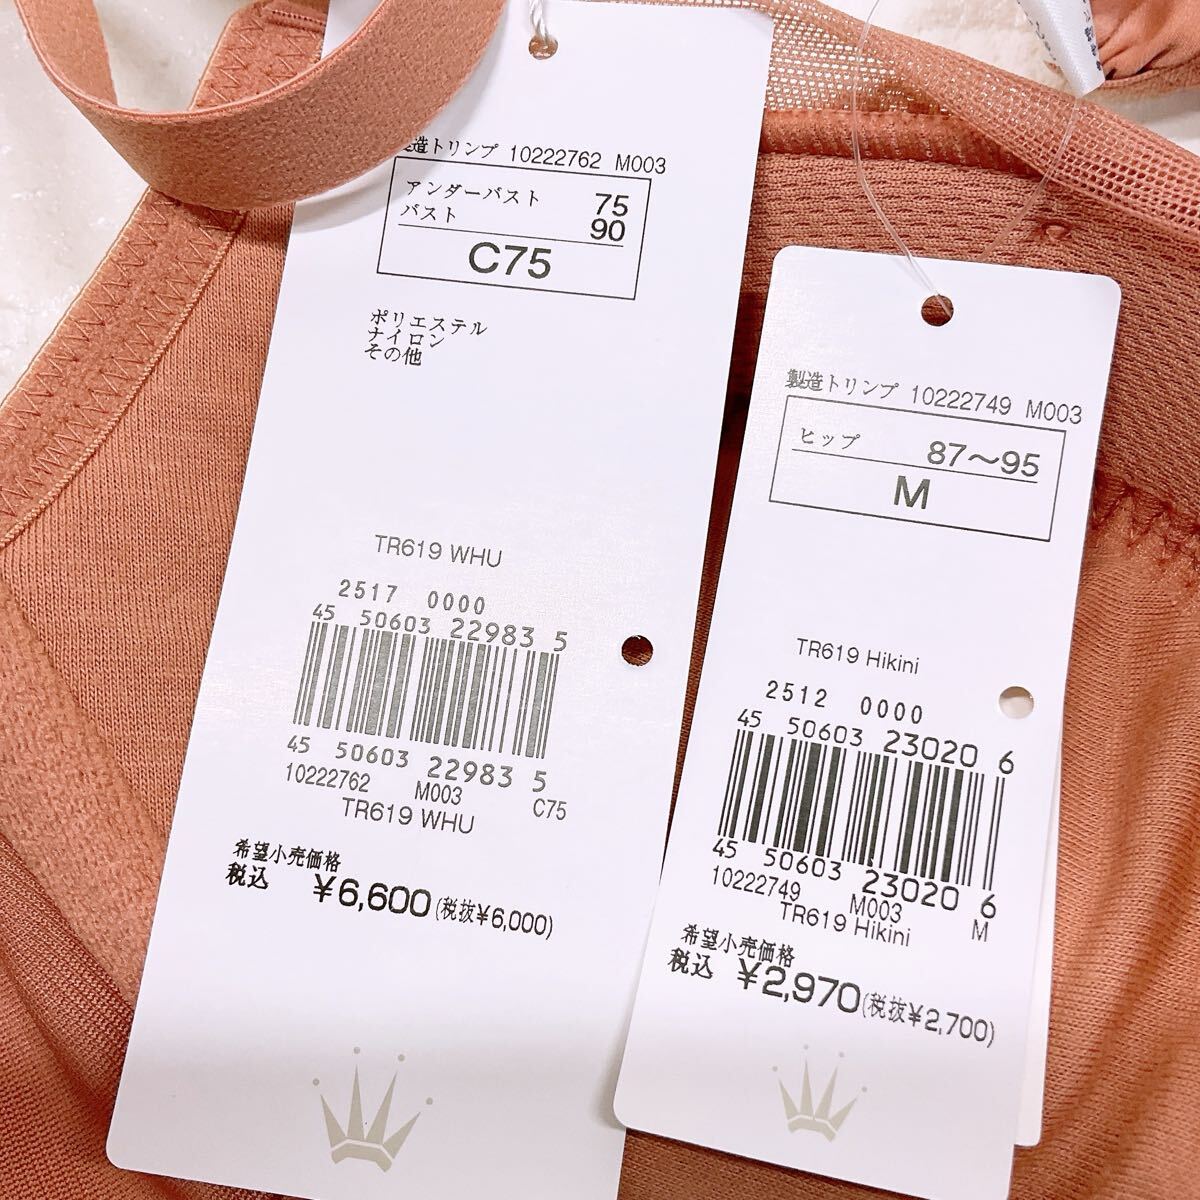 造トリンプ 10222762 M003
アンダーバスト 75
バスト 90
C75
ポリエステル
ナイロン
その他
TR619 WHU
2517 0000
45 50603 22983 5
45 50603 22983 5
10222762 M003 C75
TR619 WHU
希望小売価格
税込 ¥6,600(税抜¥6,000)
製造トリンプ 10222749 M003
ヒップ 87〜95
M
TR619 Hikini
2512 0000
45 50603 23020 6
45 50603 23020 6
10222749 M003 M
TR619 Hikini
希望小売価格
税込 ¥2,970(税抜¥2,700)